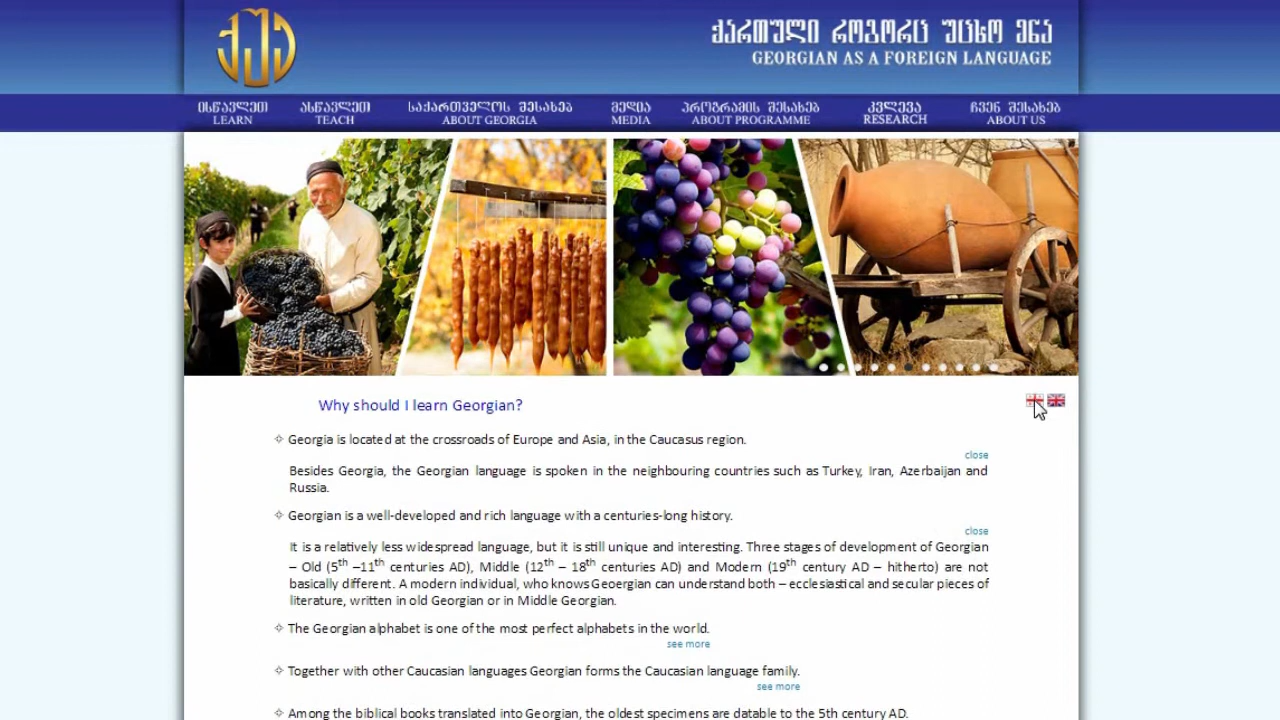 ქართული როგორც უცხო ენა
GEORGIAN AS A FOREIGN LANGUAGE
ისწავლეთ ასწავლეთ საქართველოს შესახებ მედია პროგრამის შესახებ კვლევა ჩვენ შესახებ
LEARN TEACH ABOUT GEORGIA MEDIA ABOUT PROGRAMME RESEARCH ABOUT US
Why should I learn Georgian?
✧ Georgia is located at the crossroads of Europe and Asia, in the Caucasus region.
close
Besides Georgia, the Georgian language is spoken in the neighbouring countries such as Turkey, Iran, Azerbaijan and
Russia.
✧ Georgian is a well-developed and rich language with a centuries-long history.
close
It is a relatively less widespread language, but it is still unique and interesting. Three stages of development of Georgian
– Old (5th –11th centuries AD), Middle (12th – 18th centuries AD) and Modern (19th century AD – hitherto) are not
basically different. A modern individual, who knows Geoergian can understand both – ecclesiastical and secular pieces of
literature, written in old Georgian or in Middle Georgian.
✧ The Georgian alphabet is one of the most perfect alphabets in the world.
see more
✧ Together with other Caucasian languages Georgian forms the Caucasian language family.
see more
✧ Among the biblical books translated into Georgian, the oldest specimens are datable to the 5th century AD.